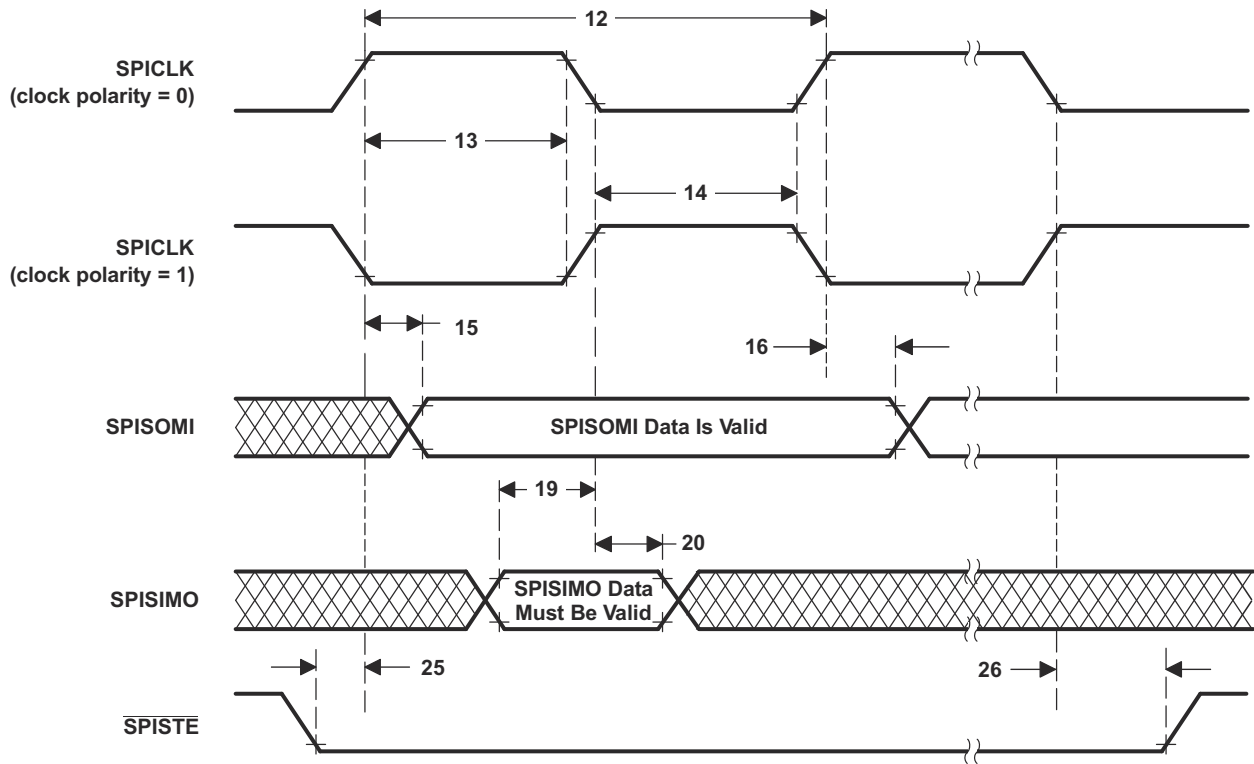 12
SPICLK
(clock polarity = 0)
13
14
SPICLK
(clock polarity = 1)
15
16
SPISOMI
SPISOMI Data Is Valid
19
20
SPISIMO
SPISIMO Data
Must Be Valid
25
26
SPISTE